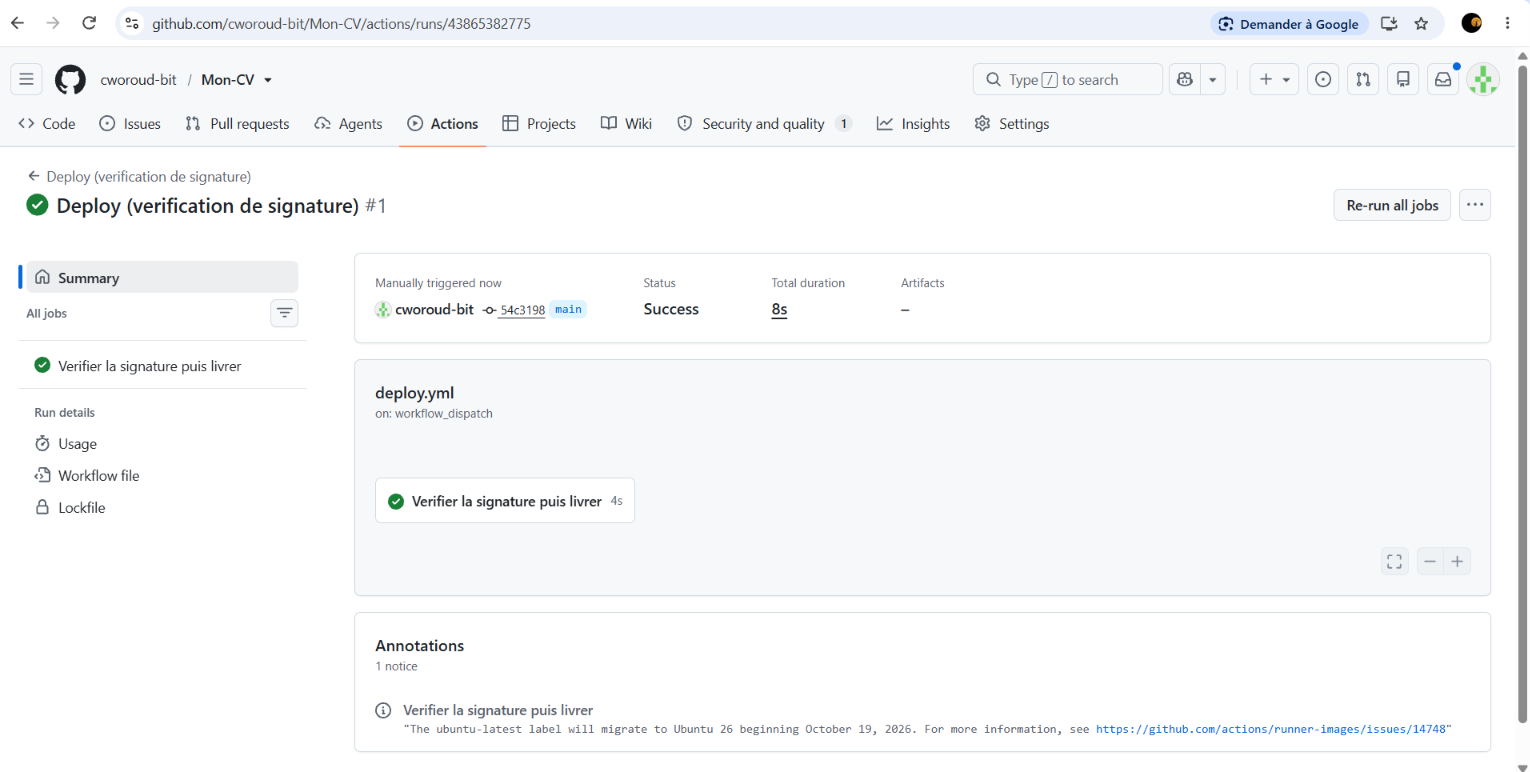 github.com/cworoud-bit/Mon-CV/actions/runs/43865382775
Demander à Google
cworoud-bit / Mon-CV
Type / to search
Code
Issues
Pull requests
Agents
Actions
Projects
Wiki
Security and quality 1
Insights
Settings
Deploy (verification de signature)
Deploy (verification de signature) #1
Re-run all jobs
Summary
All jobs
Verifier la signature puis livrer
Run details
Usage
Workflow file
Lockfile
Manually triggered now
cworoud-bit 54c3198 main
Status
Success
Total duration
8s
Artifacts
–
deploy.yml
on: workflow_dispatch
Verifier la signature puis livrer 4s
Annotations
1 notice
Verifier la signature puis livrer
"The ubuntu-latest label will migrate to Ubuntu 26 beginning October 19, 2026. For more information, see https://github.com/actions/runner-images/issues/14748"